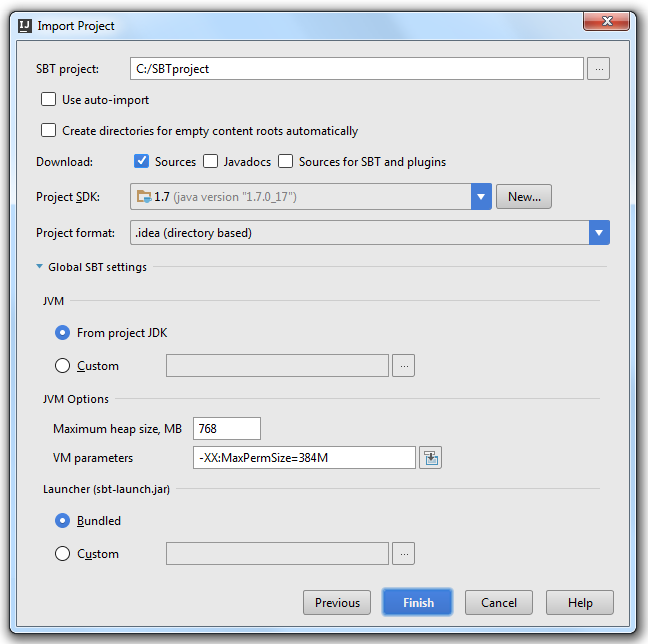 Import Project
SBT project: C:/SBTproject ...
Use auto-import
Create directories for empty content roots automatically
Download: Sources Javadocs Sources for SBT and plugins
Project SDK: 1.7 (java version "1.7.0_17") New...
Project format: .idea (directory based)
Global SBT settings
JVM
From project JDK
Custom ...
JVM Options
Maximum heap size, MB 768
VM parameters -XX:MaxPermSize=384M
Launcher (sbt-launch.jar)
Bundled
Custom ...
Previous Finish Cancel Help